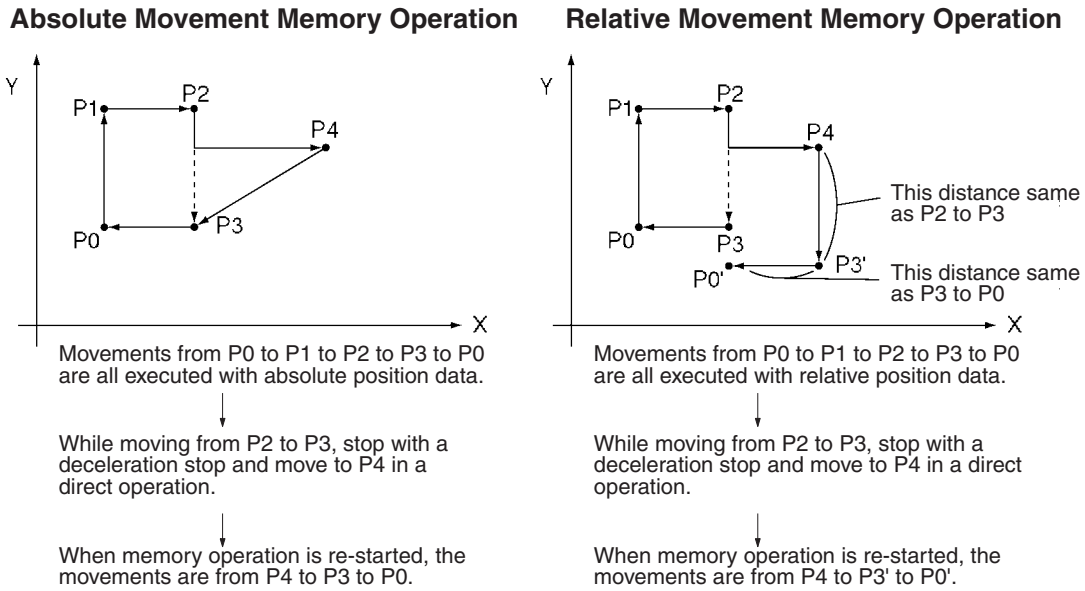 Absolute Movement Memory Operation
Y
P1
P2
P4
P0
P3
X
Movements from P0 to P1 to P2 to P3 to P0
are all executed with absolute position data.
While moving from P2 to P3, stop with a
deceleration stop and move to P4 in a
direct operation.
When memory operation is re-started, the
movements are from P4 to P3 to P0.
Relative Movement Memory Operation
Y
P1
P2
P4
This distance same
as P2 to P3
P0
P3
P3'
P0'
This distance same
as P3 to P0
X
Movements from P0 to P1 to P2 to P3 to P0
are all executed with relative position data.
While moving from P2 to P3, stop with a
deceleration stop and move to P4 in a direct
operation.
When memory operation is re-started, the
movements are from P4 to P3' to P0'.